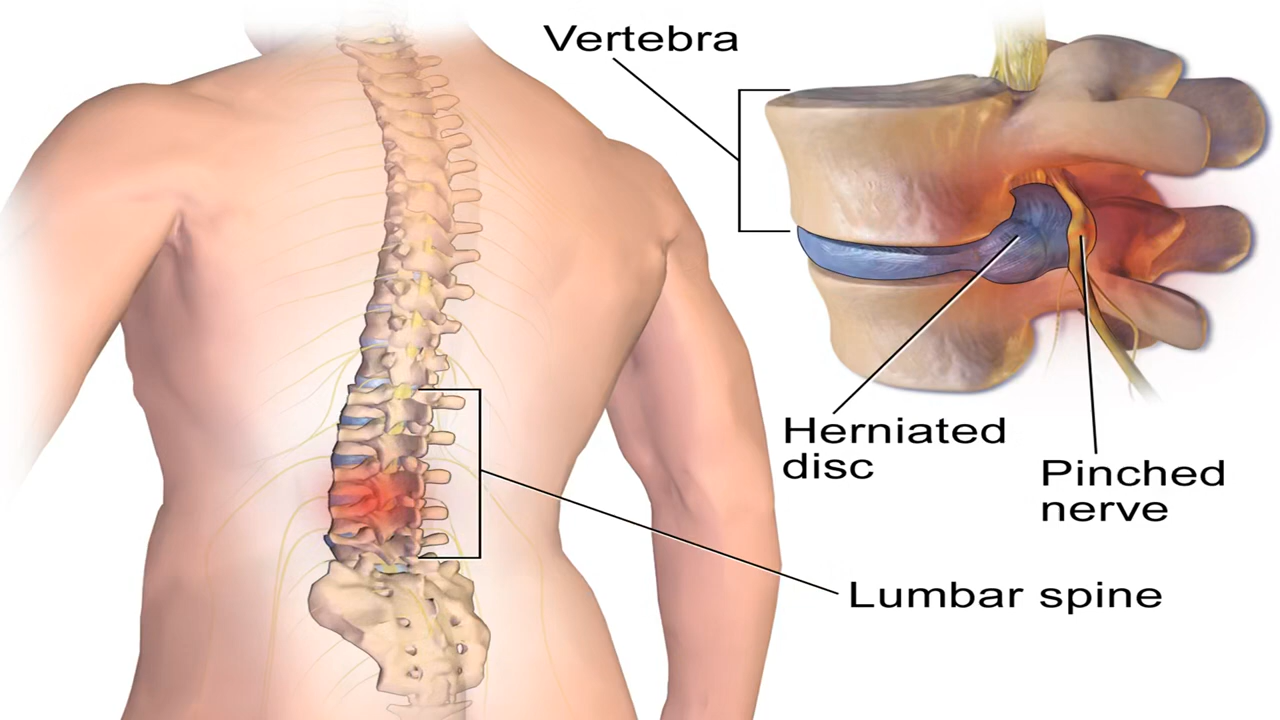 Vertebra
Herniated
disc
Pinched
nerve
Lumbar spine